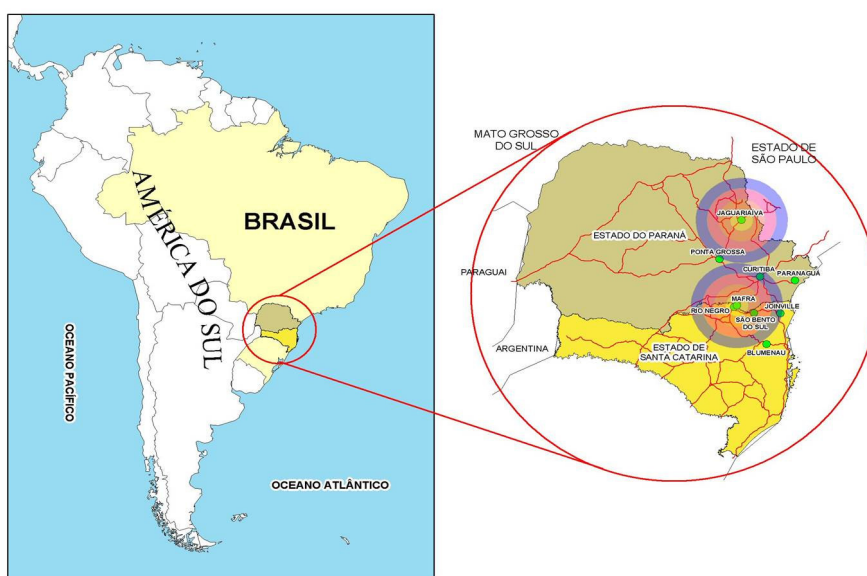 BRASIL
AMÉRICA DO SUL
OCEANO PACÍFICO
OCEANO ATLÂNTICO
MATO GROSSO
DO SUL
ESTADO DE
SÃO PAULO
JAGUARIAÍVA
ESTADO DO PARANÁ
PONTA GROSSA
CURITIBA
PARANAGUÁ
PARAGUAI
MAFRA
RIO NEGRO
JOINVILLE
SÃO BENTO
DO SUL
ARGENTINA
ESTADO DE
SANTA CATARINA
BLUMENAU